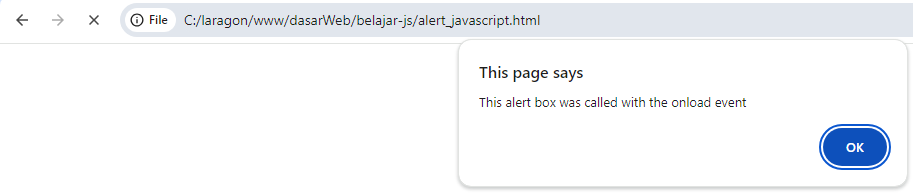 File C:/laragon/www/dasarWeb/belajar-js/alert_javascript.html
This page says
This alert box was called with the onload event
OK